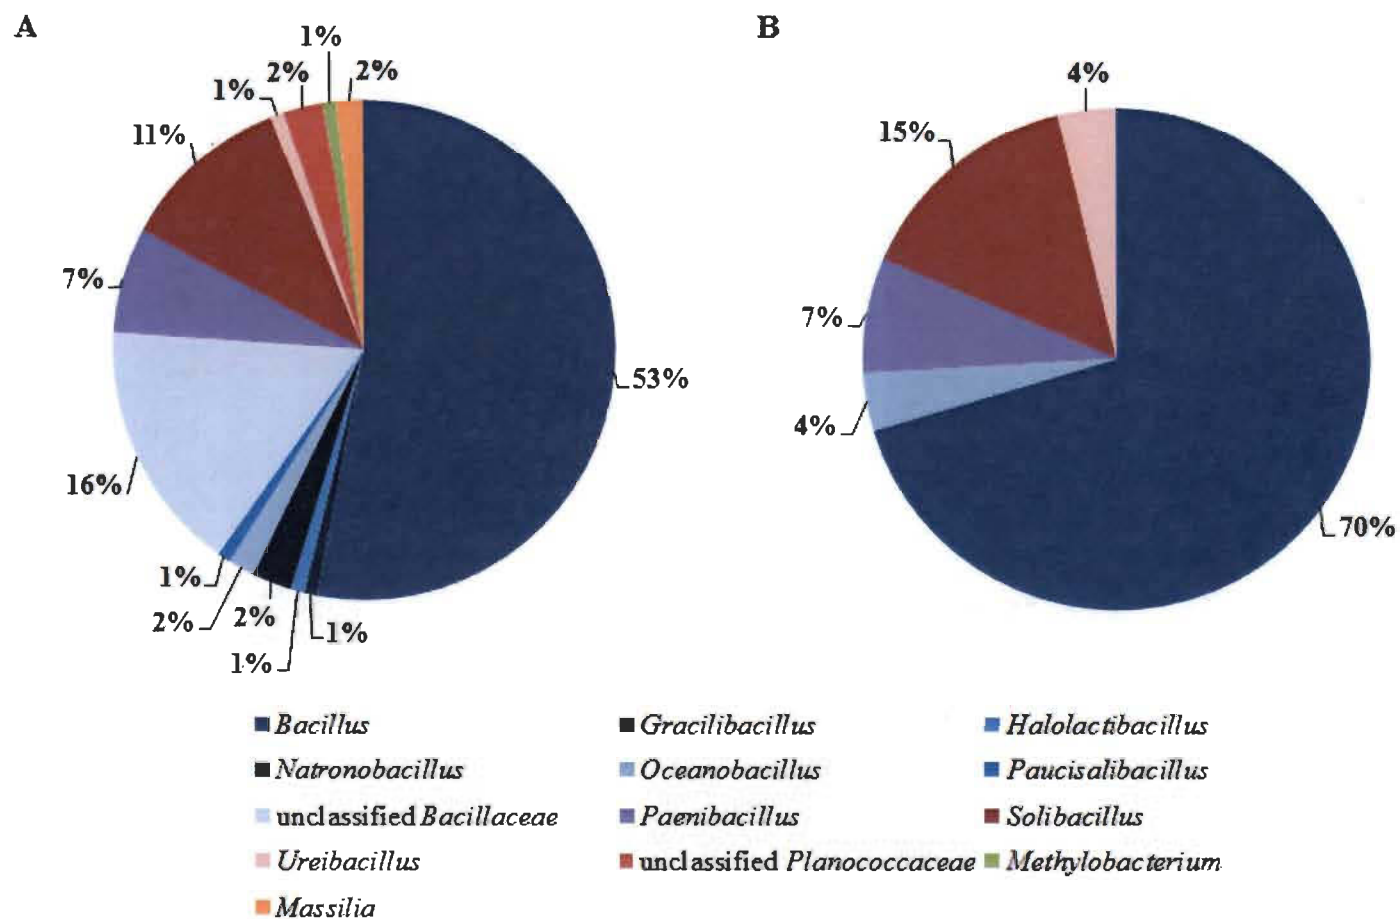 A
B
1%
2%
2%
1%
11%
7%
53%
16%
1%
2%
2%
1%
1%
4%
15%
7%
4%
70%
Bacillus
Gracilibacillus
Halolactibacillus
Natronobacillus
Oceanobacillus
Paucisalibacillus
unclassified Bacillaceae
Paenibacillus
Solibacillus
Ureibacillus
unclassified Planococcaceae
Methylobacterium
Massilia